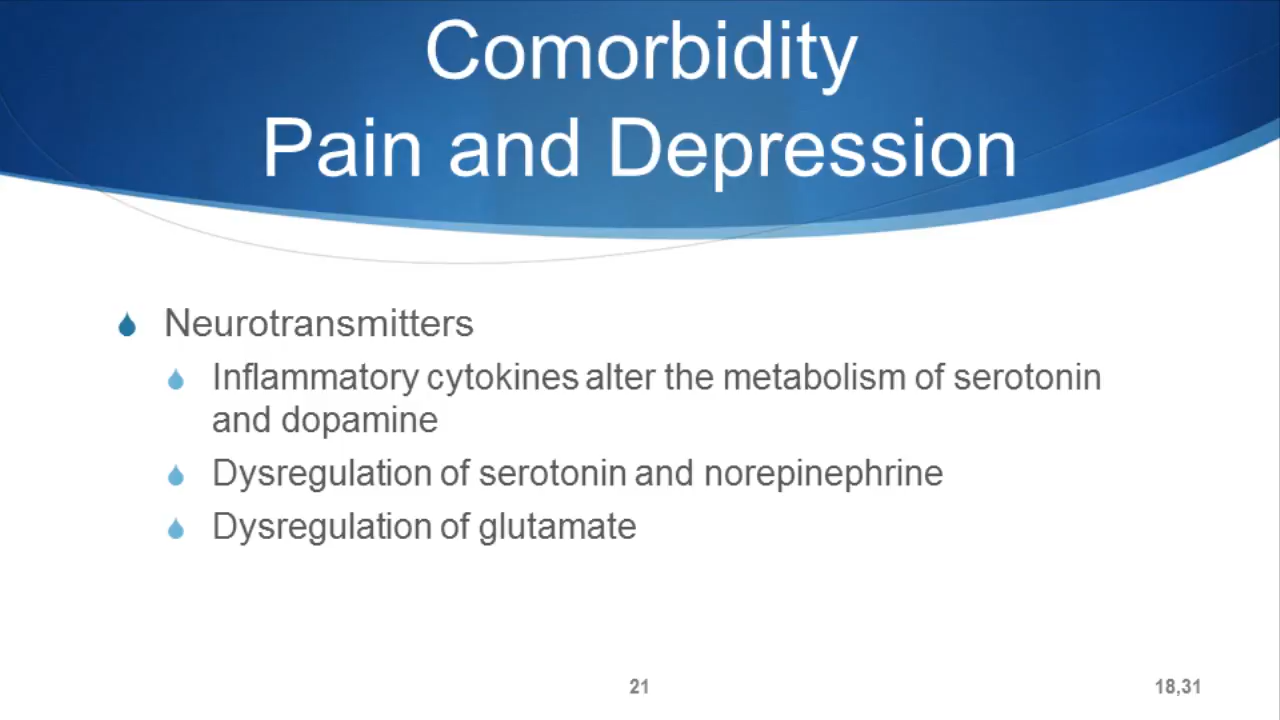 Comorbidity
Pain and Depression
Neurotransmitters
Inflammatory cytokines alter the metabolism of serotonin
and dopamine
Dysregulation of serotonin and norepinephrine
Dysregulation of glutamate
21
18,31